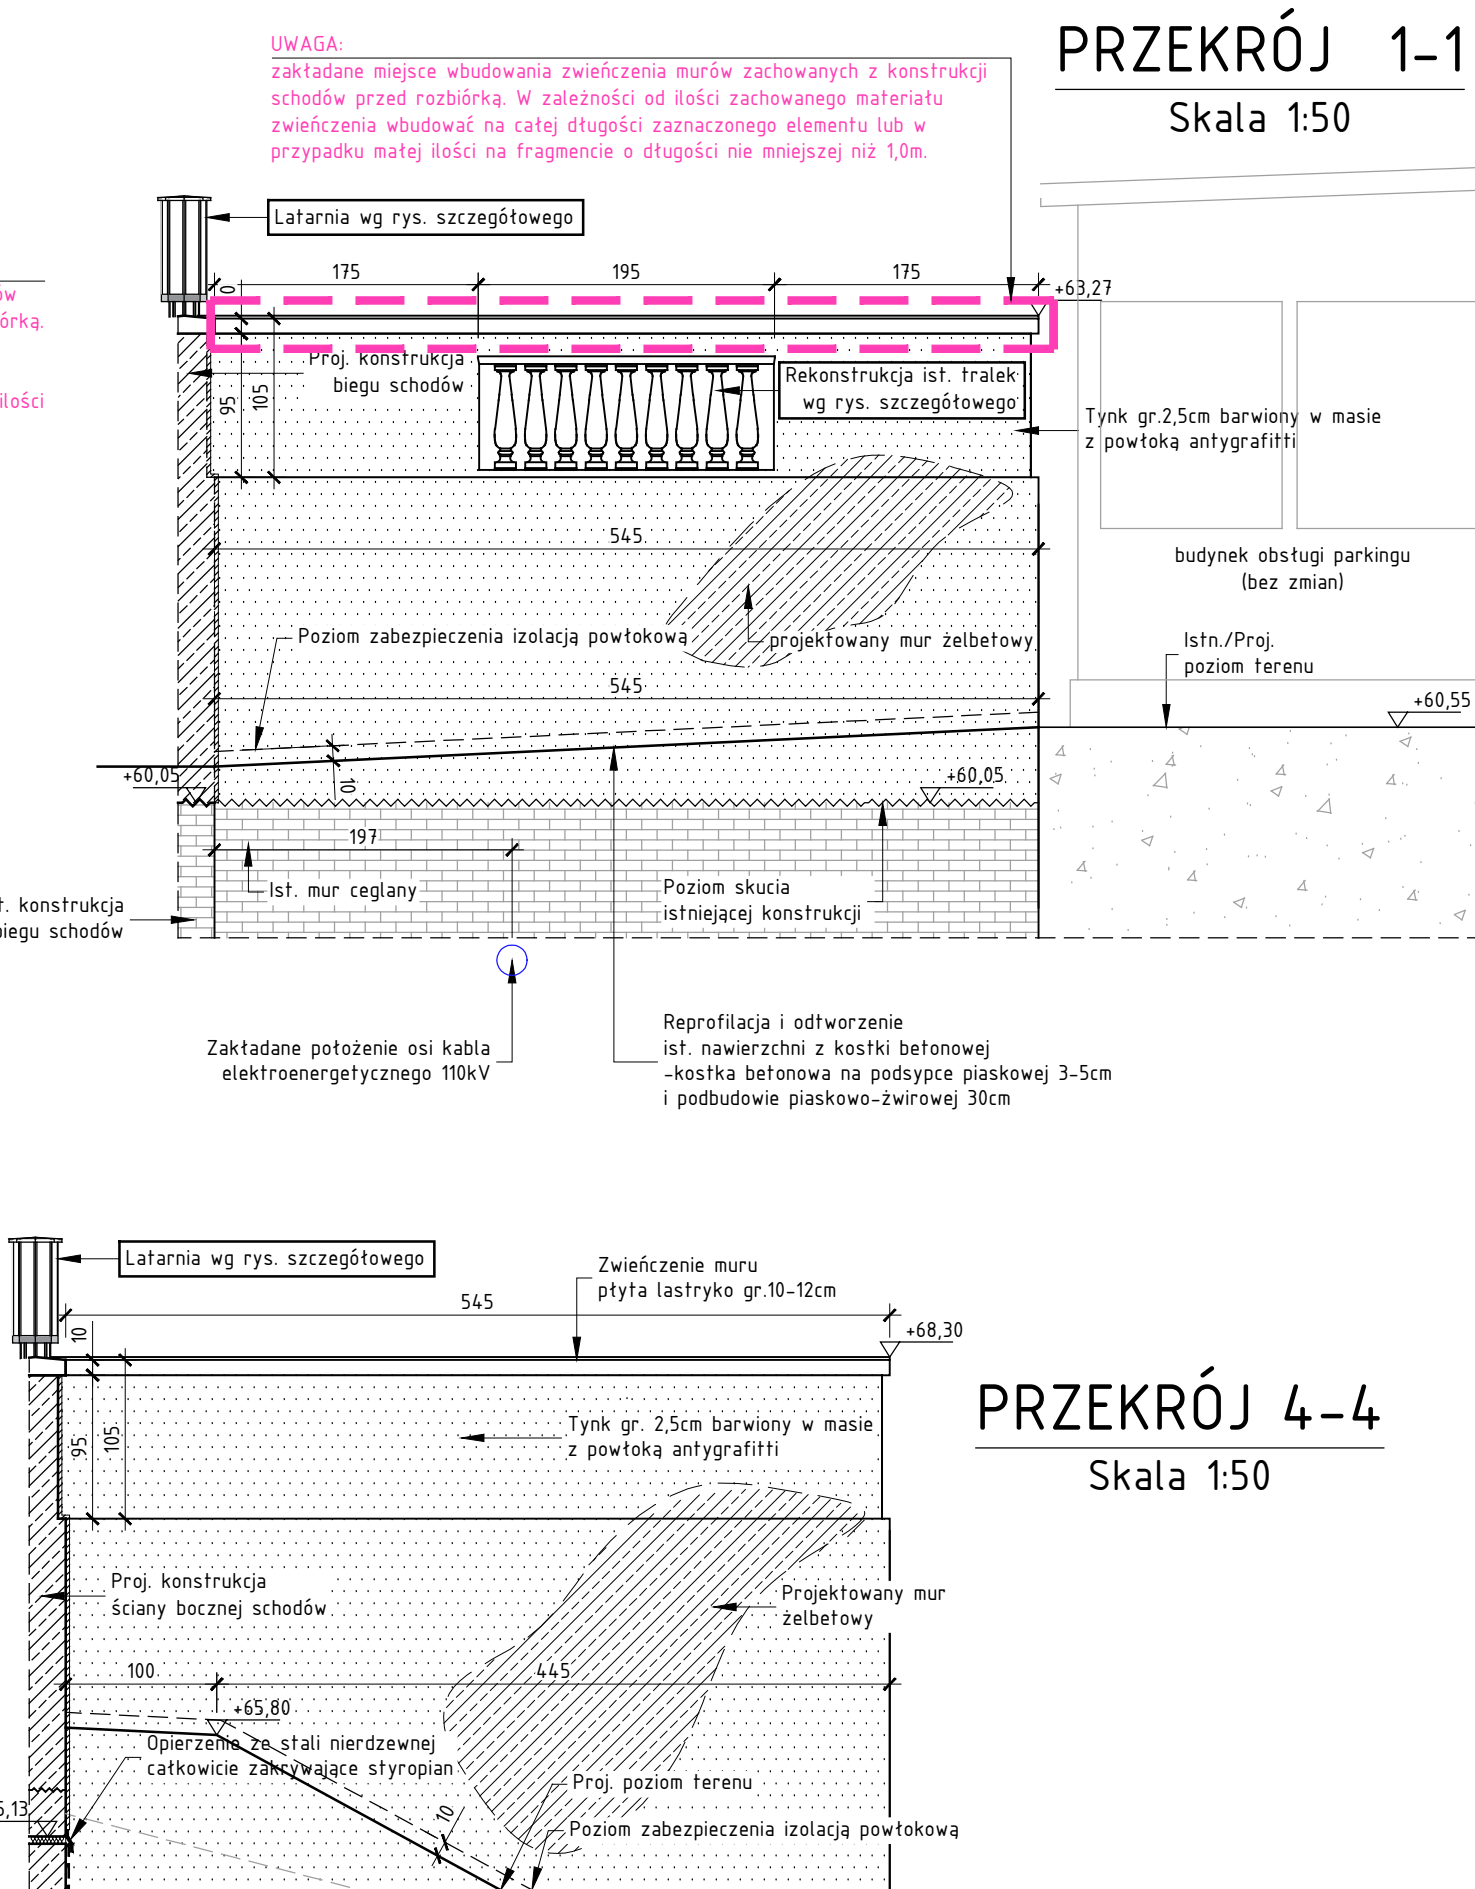 PRZEKRÓJ 1-1
Skala 1:50
UWAGA:
zakładane miejsce wbudowania zwieńczenia murów zachowanych z konstrukcji
schodów przed rozbiórką. W zależności od ilości zachowanego materiału
zwieńczenia wbudować na całej długości zaznaczonego elementu lub w
przypadku małej ilości na fragmencie o długości nie mniejszej niż 1,0m.
Latarnia wg rys. szczegółowego
175
195
175
0
+63,27
ów
órką.
ilości
Proj. konstrukcja
biegu schodów
95
105
Rekonstrukcja ist. tralek
wg rys. szczegółowego
Tynk gr.2,5cm barwiony w masie
z powłoką antygrafitti
545
budynek obsługi parkingu
(bez zmian)
Poziom zabezpieczenia izolacją powłokową
projektowany mur żelbetowy
Istn./Proj.
poziom terenu
545
+60,55
+60,05
10
+60,05
197
Ist. mur ceglany
Poziom skucia
istniejącej konstrukcji
t. konstrukcja
biegu schodów
Zakładane położenie osi kabla
elektroenergetycznego 110kV
Reprofilacja i odtworzenie
ist. nawierzchni z kostki betonowej
-kostka betonowa na podsypce piaskowej 3-5cm
i podbudowie piaskowo-żwirowej 30cm
Latarnia wg rys. szczegółowego
Zwieńczenie muru
płyta lastryko gr.10-12cm
545
10
+68,30
PRZEKRÓJ 4-4
Skala 1:50
95
105
Tynk gr. 2,5cm barwiony w masie
z powłoką antygrafitti
Proj. konstrukcja
ściany bocznej schodów
Projektowany mur
żelbetowy
100
445
+65,80
Opierzenie ze stali nierdzewnej
całkowicie zakrywające styropian
Proj. poziom terenu
5,13
10
Poziom zabezpieczenia izolacją powłokową